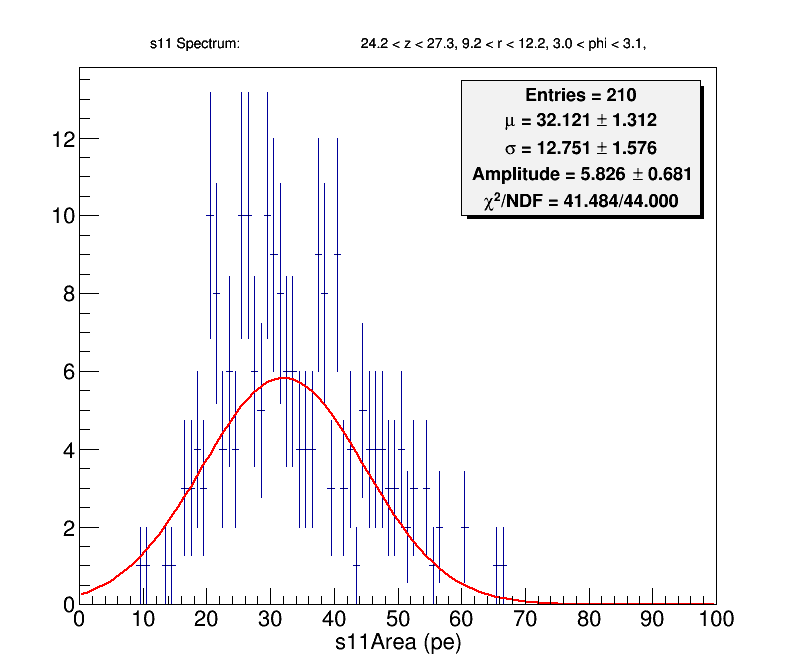 s11 Spectrum: 24.2 < z < 27.3, 9.2 < r < 12.2, 3.0 < phi < 3.1,
Entries = 210
μ = 32.121 ± 1.312
σ = 12.751 ± 1.576
Amplitude = 5.826 ± 0.681
χ²/NDF = 41.484/44.000
12
10
8
6
4
2
0
0 10 20 30 40 50 60 70 80 90 100
s11Area (pe)